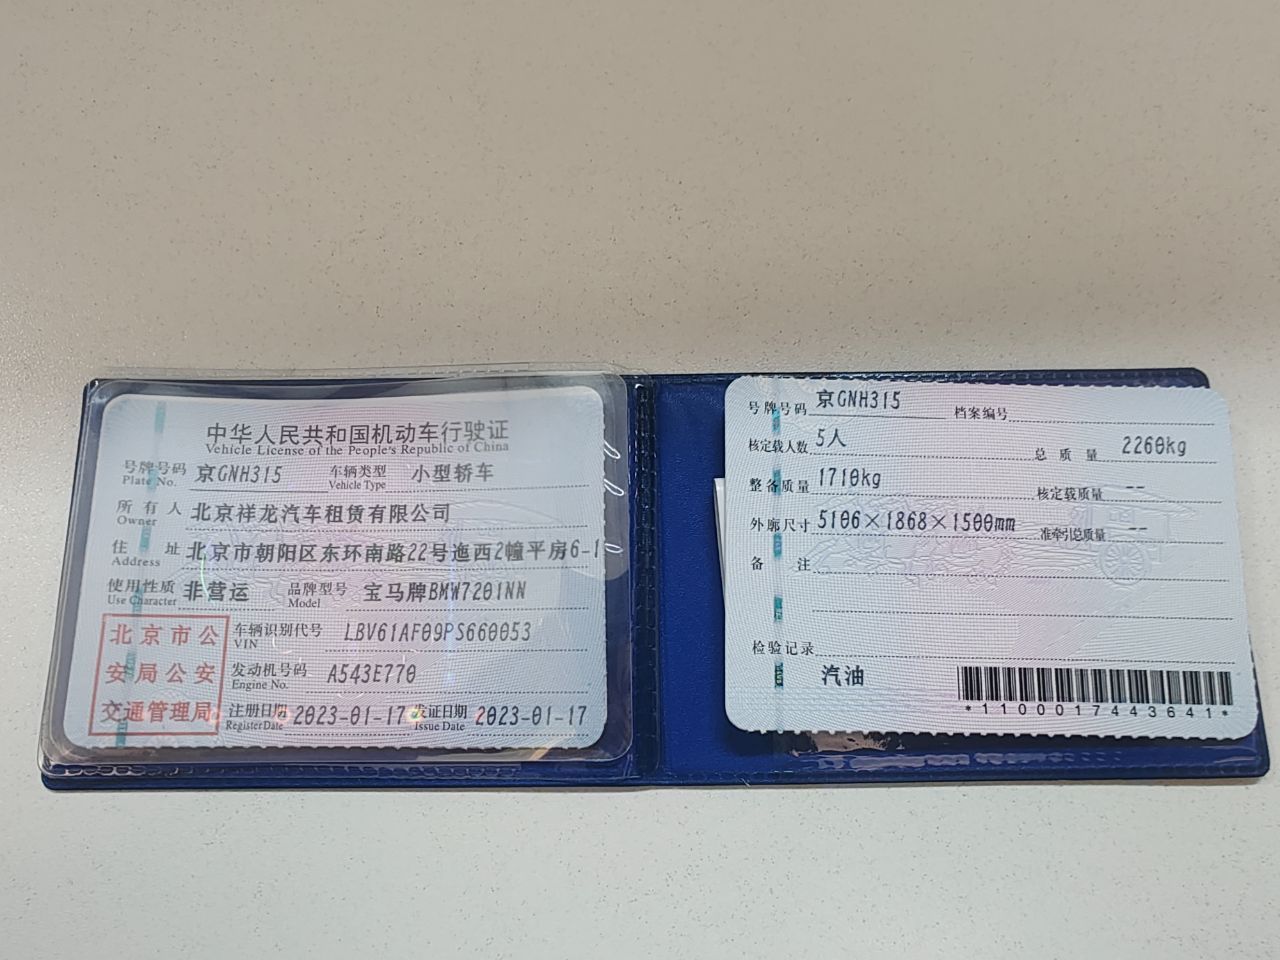 中华人民共和国机动车行驶证
Vehicle License of the People's Republic of China
号牌号码 京GNH315 车辆类型 小型轿车
Plate No. Vehicle Type
所有人 北京祥龙汽车租赁有限公司
Owner
住址 北京市朝阳区东环南路22号迤西2幢平房6-1
Address
使用性质 非营运 品牌型号 宝马牌BMW7201NN
Use Character Model
北京市公安局公安交通管理局
车辆识别代号 LBV61AF09PS660053
VIN
发动机号码 A543E770
Engine No.
注册日期 2023-01-17 发证日期 2023-01-17
Register Date Issue Date
号牌号码 京GNH315 档案编号
核定载人数 5人 总质量 2260kg
整备质量 1710kg 核定载质量 --
外廓尺寸 5106×1868×1500mm 准牵引总质量 --
备注
检验记录
汽油
*1100017443641*